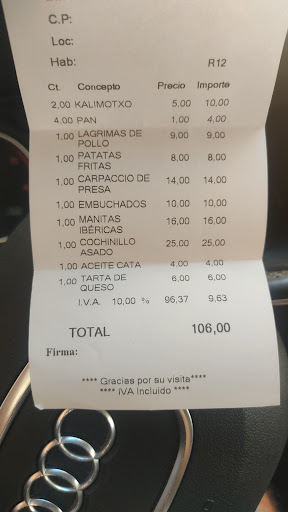 C.P:
Loc:
Hab: R12
Ct. Concepto Precio Importe
2,00 KALIMOTXO 5,00 10,00
4,00 PAN 1,00 4,00
1,00 LAGRIMAS DE POLLO 9,00 9,00
1,00 PATATAS FRITAS 8,00 8,00
1,00 CARPACCIO DE PRESA 14,00 14,00
1,00 EMBUCHADOS 10,00 10,00
1,00 MANITAS IBÉRICAS 16,00 16,00
1,00 COCHINILLO ASADO 25,00 25,00
1,00 ACEITE CATA 4,00 4,00
1,00 TARTA DE QUESO 6,00 6,00
I.V.A. 10,00 % 96,37 9,63
TOTAL 106,00
Firma:
**** Gracias por su visita****
**** IVA Incluido ****